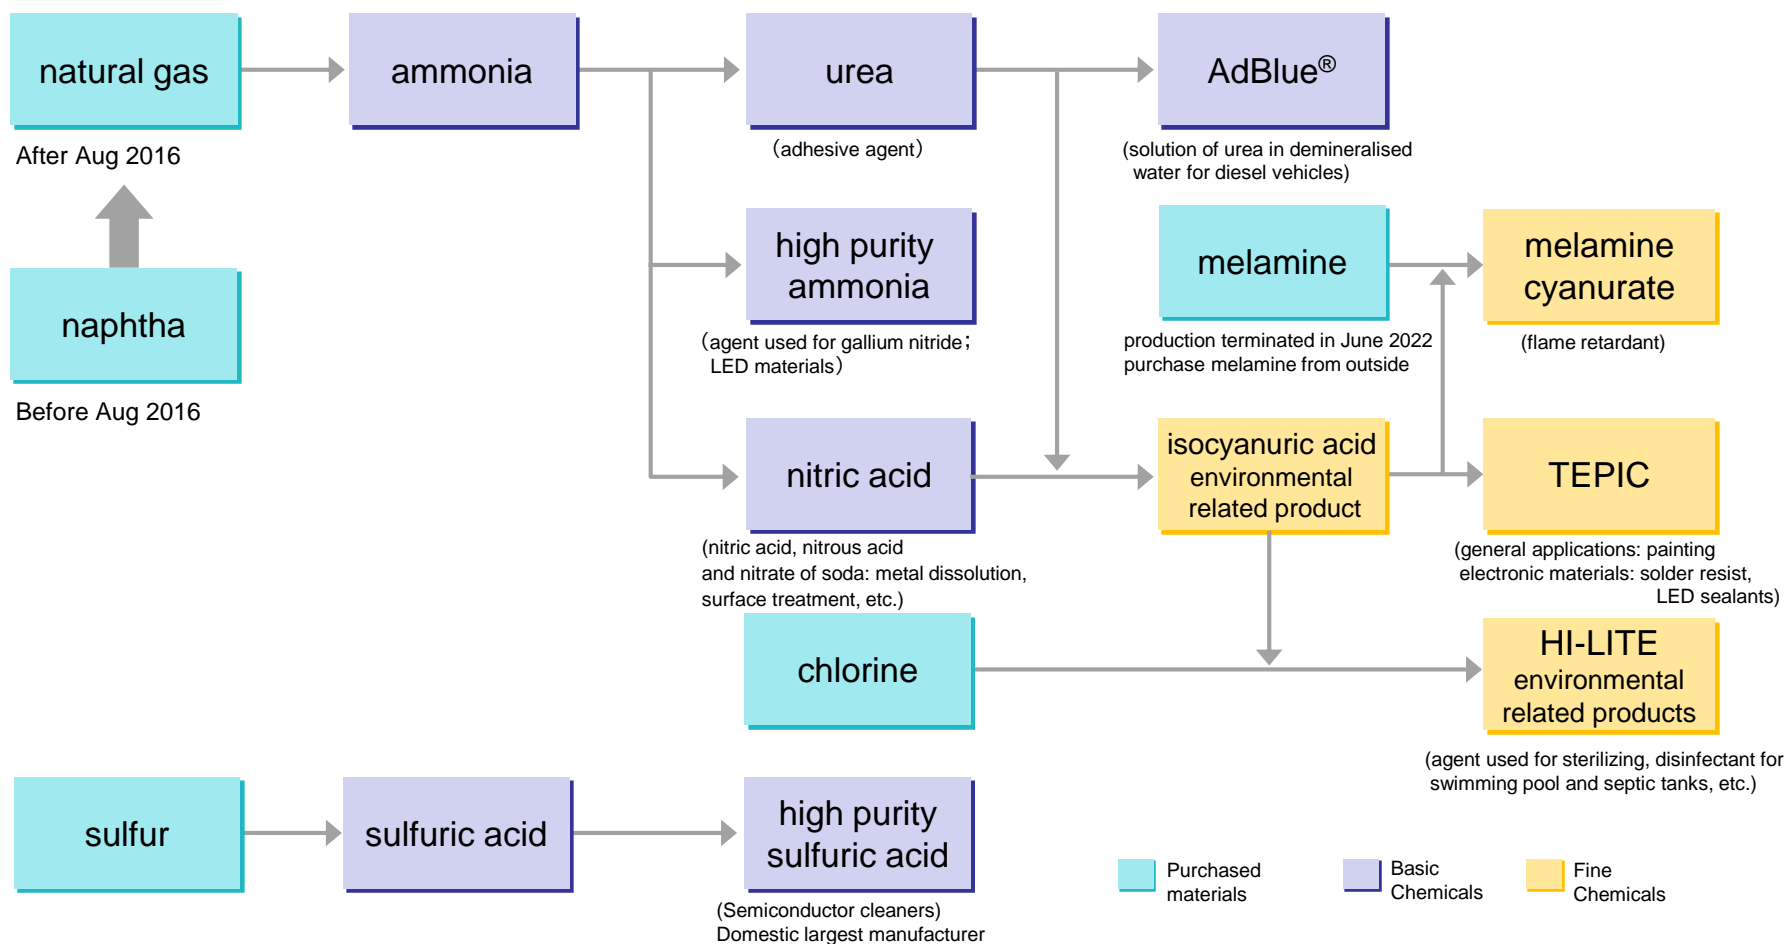 natural gas
ammonia
urea
AdBlue®
After Aug 2016
(adhesive agent)
(solution of urea in demineralised
water for diesel vehicles)
naphtha
Before Aug 2016
high purity
ammonia
(agent used for gallium nitride;
LED materials)
melamine
production terminated in June 2022
purchase melamine from outside
melamine
cyanurate
(flame retardant)
nitric acid
(nitric acid, nitrous acid
and nitrate of soda: metal dissolution,
surface treatment, etc.)
isocyanuric acid
environmental
related product
TEPIC
(general applications: painting
electronic materials: solder resist,
LED sealants)
chlorine
HI-LITE
environmental
related products
(agent used for sterilizing, disinfectant for
swimming pool and septic tanks, etc.)
sulfur
sulfuric acid
high purity
sulfuric acid
(Semiconductor cleaners)
Domestic largest manufacturer
Purchased
materials
Basic
Chemicals
Fine
Chemicals